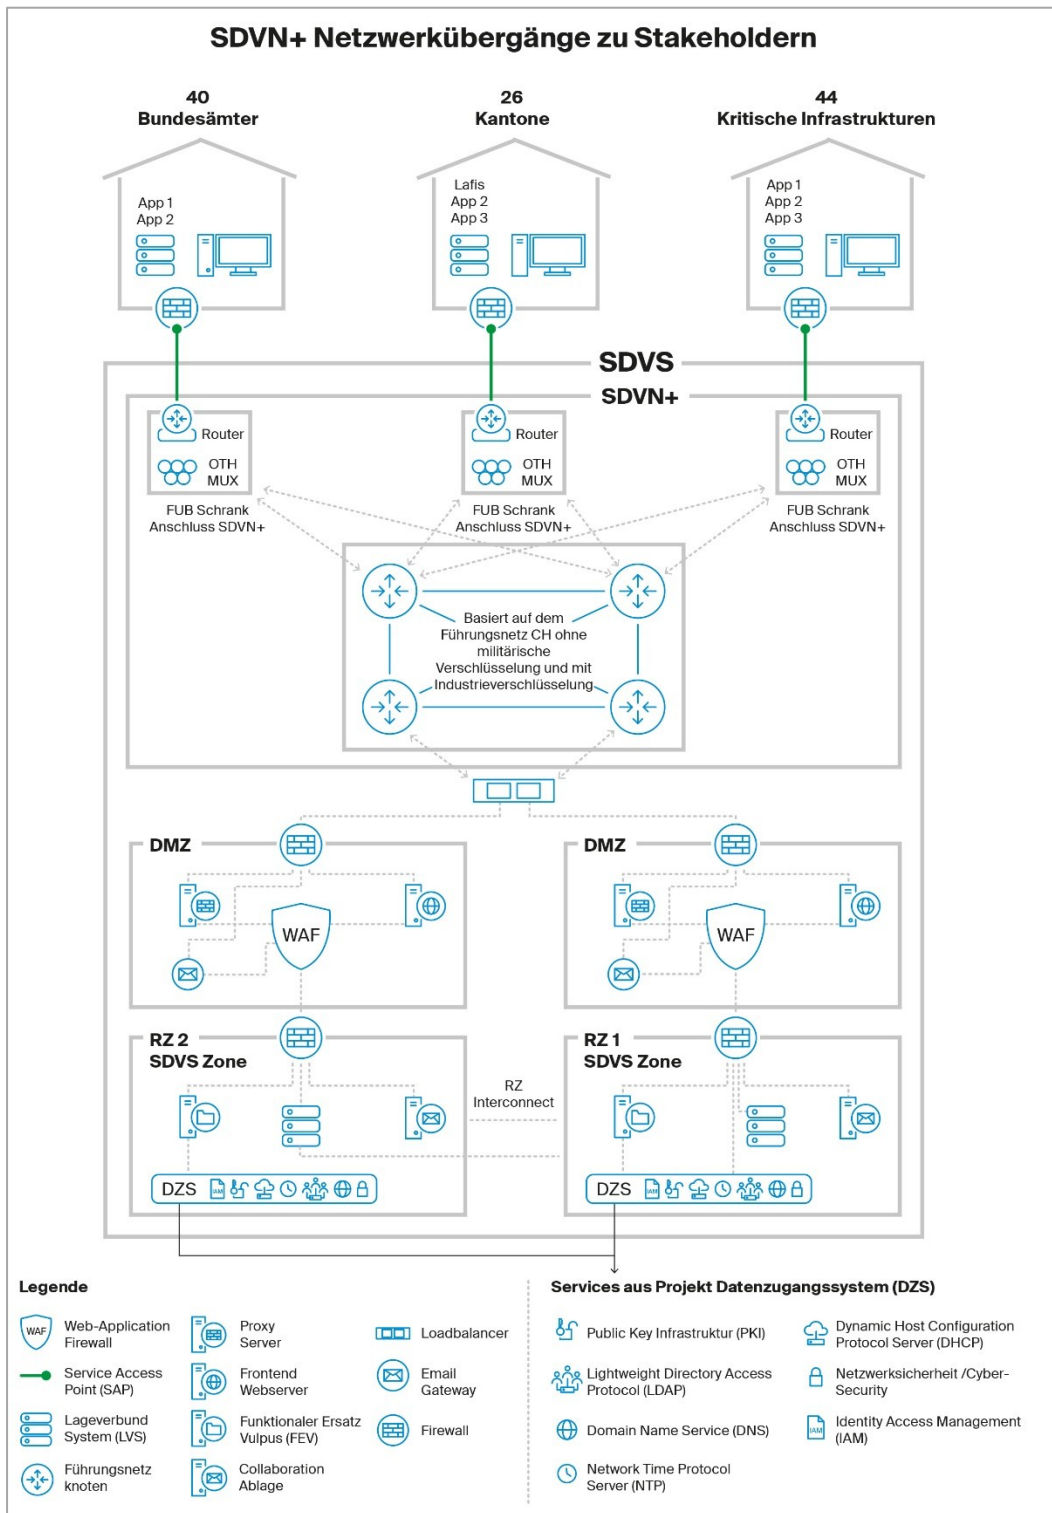 SDVN+ Netzwerkübergänge zu Stakeholdern
40
Bundesämter
26
Kantone
44
Kritische Infrastrukturen
App 1
App 2
Lafis
App 2
App 3
App 1
App 2
App 3
SDVS
SDVN+
Router
OTH
MUX
FUB Schrank
Anschluss SDVN+
Router
OTH
MUX
FUB Schrank
Anschluss SDVN+
Router
OTH
MUX
FUB Schrank
Anschluss SDVN+
Basiert auf dem
Führungsnetz CH ohne
militärische
Verschlüsselung und mit
Industrieverschlüsselung
DMZ
WAF
DMZ
WAF
RZ 2
SDVS Zone
RZ
Interconnect
RZ 1
SDVS Zone
DZS
IAM
DZS
IAM
Legende
WAF
Web-Application
Firewall
Service Access
Point (SAP)
Lageverbund
System (LVS)
Führungsnetz
knoten
Proxy
Server
Frontend
Webserver
Funktionaler Ersatz
Vulpus (FEV)
Collaboration
Ablage
Loadbalancer
Email
Gateway
Firewall
Services aus Projekt Datenzugangssystem (DZS)
Public Key Infrastruktur (PKI)
Lightweight Directory Access
Protocol (LDAP)
Domain Name Service (DNS)
Network Time Protocol
Server (NTP)
Dynamic Host Configuration
Protocol Server (DHCP)
Netzwerksicherheit /Cyber-
Security
IAM
Identity Access Management
(IAM)